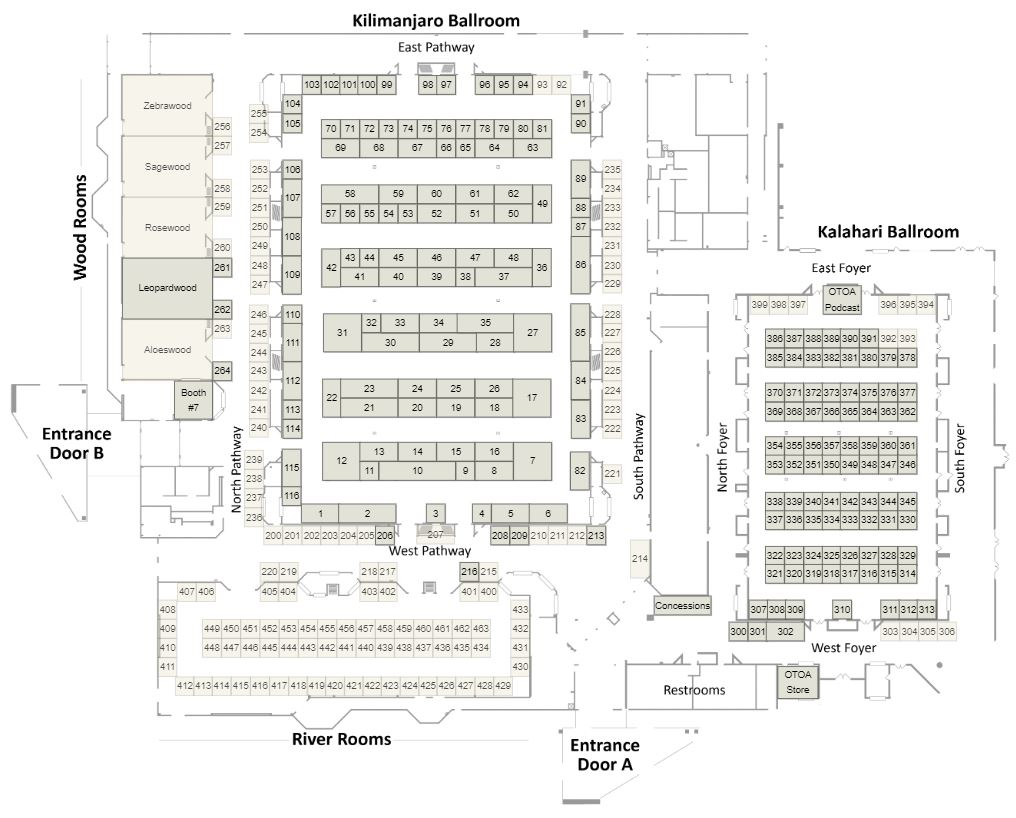 Kilimanjaro Ballroom
East Pathway
103 102 101 100 99 98 97 96 95 94 93 92
104 91
105 90
255
254
70 71 72 73 74 75 76 77 78 79 80 81
69 68 67 66 65 64 63
Zebrawood
256
257
Sagewood
258
259
Rosewood
260
261
Leopardwood
262
263
Aloeswood
264
Booth
#7
Wood Rooms
253 106 89 235
252 107 234
251 88 233
250 108 87 232
249 86 231
248 109 230
247 229
58 59 60 61 62 49
57 56 55 54 53 52 51 50
42 43 44 45 46 47 48 36
41 40 39 38 37
246 110 85 228
245 111 227
244 226
243 112 84 225
242 224
241 113 83 223
240 114 222
31 32 33 34 35 27
30 29 28
22 23 24 25 26 17
21 20 19 18
12 13 14 15 16 7
11 10 9 8
239 115 82 221
238
237 116
236
1 2 3 4 5 6
200 201 202 203 204 205 206 207 208 209 210 211 212 213
West Pathway
North Pathway
South Pathway
Entrance
Door B
220 219 218 217 216 215
407 406 405 404 403 402 401 400
408 433
409 449 450 451 452 453 454 455 456 457 458 459 460 461 462 463 432
410 448 447 446 445 444 443 442 441 440 439 438 437 436 435 434 431
411 430
412 413 414 415 416 417 418 419 420 421 422 423 424 425 426 427 428 429
River Rooms
214
Concessions
Entrance
Door A
Restrooms
Kalahari Ballroom
East Foyer
399 398 397 OTOA
Podcast 396 395 394
386 387 388 389 390 391 392 393
385 384 383 382 381 380 379 378
370 371 372 373 374 375 376 377
369 368 367 366 365 364 363 362
354 355 356 357 358 359 360 361
353 352 351 350 349 348 347 346
338 339 340 341 342 343 344 345
337 336 335 334 333 332 331 330
322 323 324 325 326 327 328 329
321 320 319 318 317 316 315 314
North Foyer
South Foyer
307 308 309 310 311 312 313
300 301 302 303 304 305 306
West Foyer
OTOA
Store